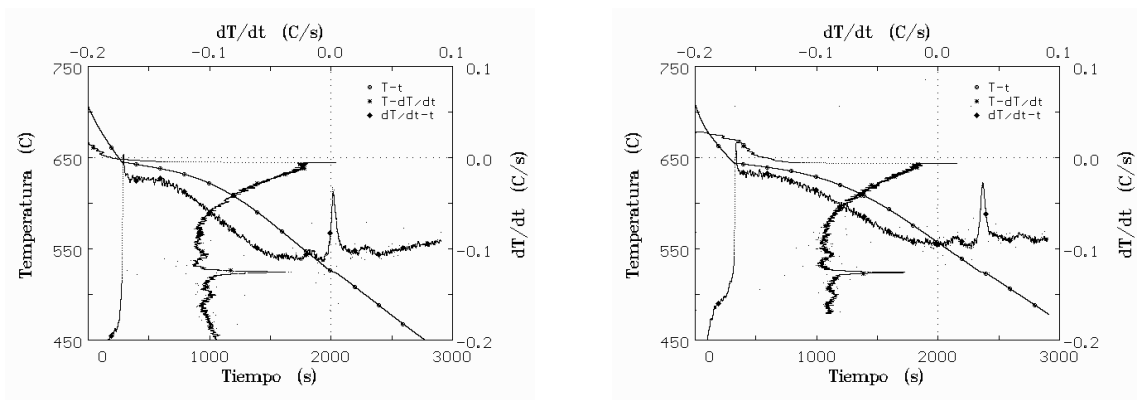 dT/dt (C/s)
-0.2 -0.1 0.0 0.1
750 0.1
T-t
T-dT/dt
dT/dt-t
650 0.0
Temperatura (C)
dT/dt (C/s)
550 -0.1
450 -0.2
0 1000 2000 3000
Tiempo (s)
dT/dt (C/s)
-0.2 -0.1 0.0 0.1
750 0.1
T-t
T-dT/dt
dT/dt-t
650 0.0
Temperatura (C)
dT/dt (C/s)
550 -0.1
450 -0.2
0 1000 2000 3000
Tiempo (s)